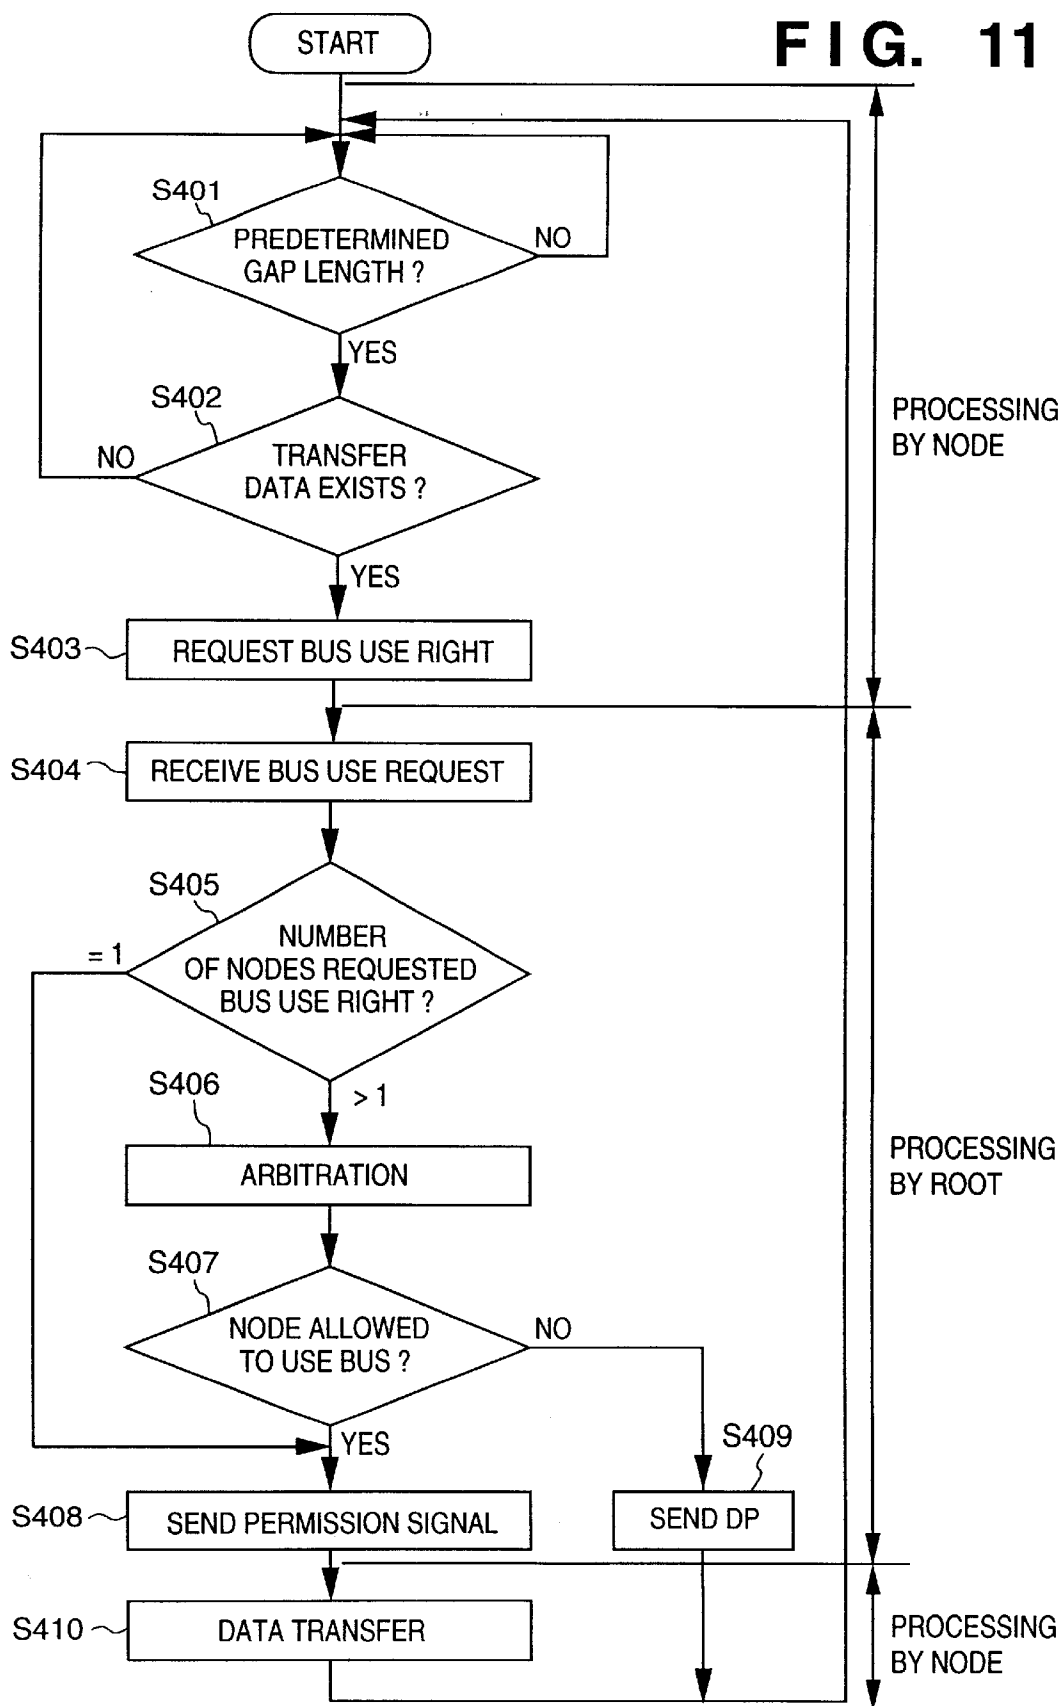 FIG. 11
START
S401
PREDETERMINED
GAP LENGTH ?
NO
YES
S402
TRANSFER
DATA EXISTS ?
NO
YES
PROCESSING
BY NODE
S403
REQUEST BUS USE RIGHT
S404
RECEIVE BUS USE REQUEST
S405
NUMBER
OF NODES REQUESTED
BUS USE RIGHT ?
= 1
> 1
S406
ARBITRATION
PROCESSING
BY ROOT
S407
NODE ALLOWED
TO USE BUS ?
NO
YES
S408
SEND PERMISSION SIGNAL
S409
SEND DP
S410
DATA TRANSFER
PROCESSING
BY NODE